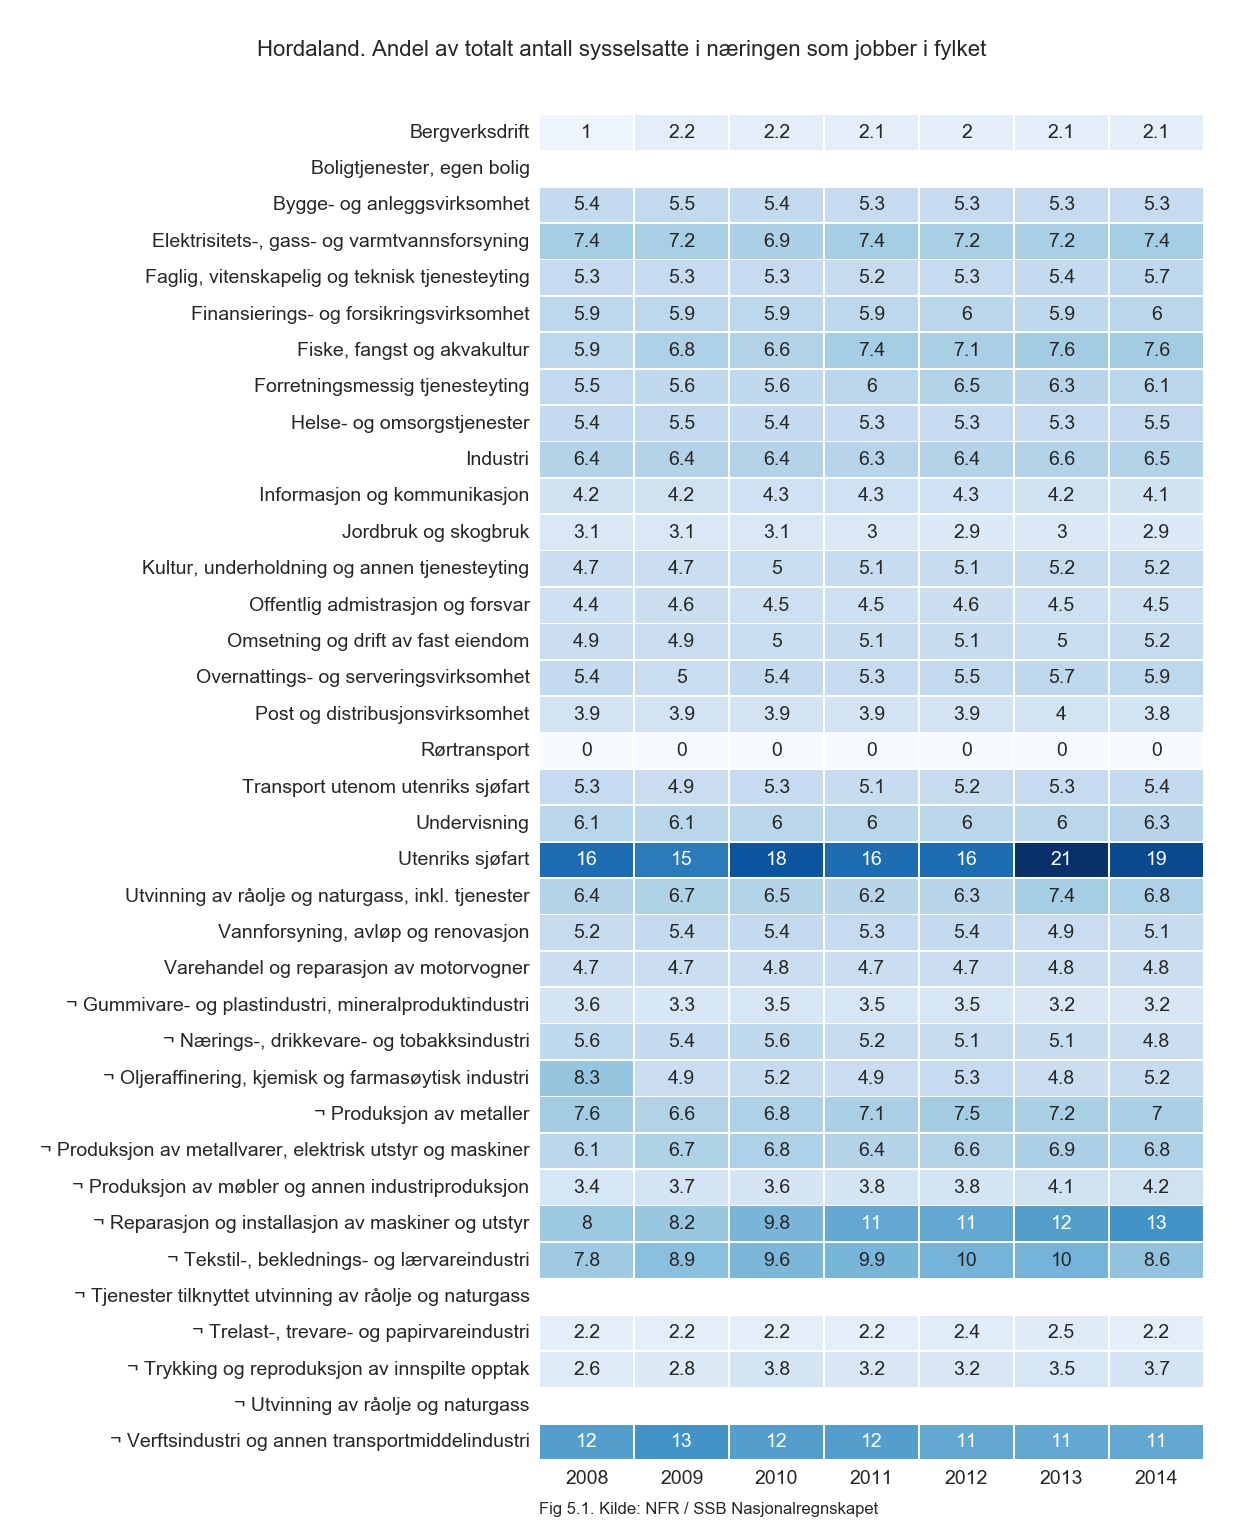 Hordaland. Andel av totalt antall sysselsatte i næringen som jobber i fylket
Bergverksdrift 1 2.2 2.2 2.1 2 2.1 2.1
Boligtjenester, egen bolig
Bygge- og anleggsvirksomhet 5.4 5.5 5.4 5.3 5.3 5.3 5.3
Elektrisitets-, gass- og varmtvannsforsyning 7.4 7.2 6.9 7.4 7.2 7.2 7.4
Faglig, vitenskapelig og teknisk tjenesteyting 5.3 5.3 5.3 5.2 5.3 5.4 5.7
Finansierings- og forsikringsvirksomhet 5.9 5.9 5.9 5.9 6 5.9 6
Fiske, fangst og akvakultur 5.9 6.8 6.6 7.4 7.1 7.6 7.6
Forretningsmessig tjenesteyting 5.5 5.6 5.6 6 6.5 6.3 6.1
Helse- og omsorgstjenester 5.4 5.5 5.4 5.3 5.3 5.3 5.5
Industri 6.4 6.4 6.4 6.3 6.4 6.6 6.5
Informasjon og kommunikasjon 4.2 4.2 4.3 4.3 4.3 4.2 4.1
Jordbruk og skogbruk 3.1 3.1 3.1 3 2.9 3 2.9
Kultur, underholdning og annen tjenesteyting 4.7 4.7 5 5.1 5.1 5.2 5.2
Offentlig admistrasjon og forsvar 4.4 4.6 4.5 4.5 4.6 4.5 4.5
Omsetning og drift av fast eiendom 4.9 4.9 5 5.1 5.1 5 5.2
Overnattings- og serveringsvirksomhet 5.4 5 5.4 5.3 5.5 5.7 5.9
Post og distribusjonsvirksomhet 3.9 3.9 3.9 3.9 3.9 4 3.8
Rørtransport 0 0 0 0 0 0 0
Transport utenom utenriks sjøfart 5.3 4.9 5.3 5.1 5.2 5.3 5.4
Undervisning 6.1 6.1 6 6 6 6 6.3
Utenriks sjøfart 16 15 18 16 16 21 19
Utvinning av råolje og naturgass, inkl. tjenester 6.4 6.7 6.5 6.2 6.3 7.4 6.8
Vannforsyning, avløp og renovasjon 5.2 5.4 5.4 5.3 5.4 4.9 5.1
Varehandel og reparasjon av motorvogner 4.7 4.7 4.8 4.7 4.7 4.8 4.8
¬ Gummivare- og plastindustri, mineralproduktindustri 3.6 3.3 3.5 3.5 3.5 3.2 3.2
¬ Nærings-, drikkevare- og tobakksindustri 5.6 5.4 5.6 5.2 5.1 5.1 4.8
¬ Oljeraffinering, kjemisk og farmasøytisk industri 8.3 4.9 5.2 4.9 5.3 4.8 5.2
¬ Produksjon av metaller 7.6 6.6 6.8 7.1 7.5 7.2 7
¬ Produksjon av metallvarer, elektrisk utstyr og maskiner 6.1 6.7 6.8 6.4 6.6 6.9 6.8
¬ Produksjon av møbler og annen industriproduksjon 3.4 3.7 3.6 3.8 3.8 4.1 4.2
¬ Reparasjon og installasjon av maskiner og utstyr 8 8.2 9.8 11 11 12 13
¬ Tekstil-, beklednings- og lærvareindustri 7.8 8.9 9.6 9.9 10 10 8.6
¬ Tjenester tilknyttet utvinning av råolje og naturgass
¬ Trelast-, trevare- og papirvareindustri 2.2 2.2 2.2 2.2 2.4 2.5 2.2
¬ Trykking og reproduksjon av innspilte opptak 2.6 2.8 3.8 3.2 3.2 3.5 3.7
¬ Utvinning av råolje og naturgass
¬ Verftsindustri og annen transportmiddelindustri 12 13 12 12 11 11 11
2008 2009 2010 2011 2012 2013 2014
Fig 5.1. Kilde: NFR / SSB Nasjonalregnskapet